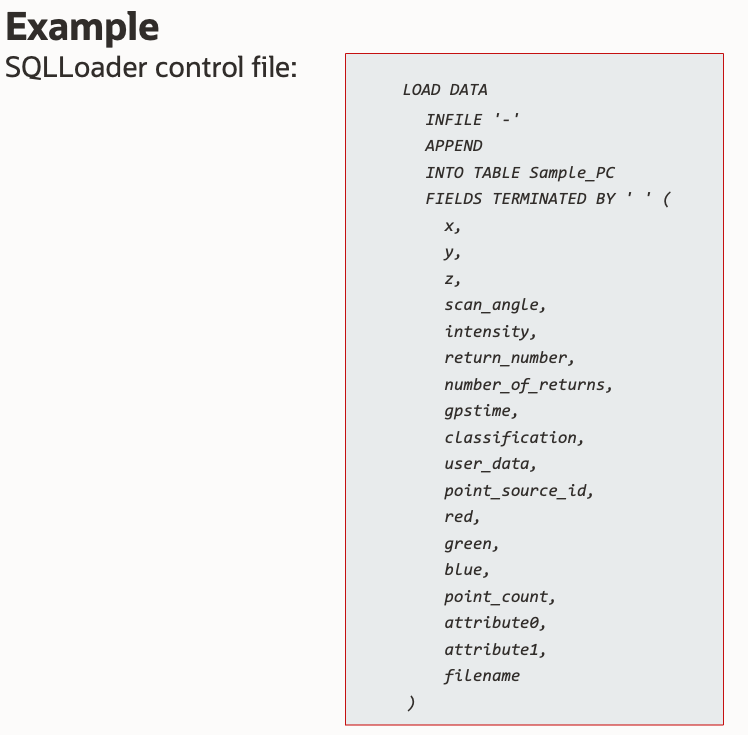 Example
SQLLoader control file:
LOAD DATA
INFILE '-'
APPEND
INTO TABLE Sample_PC
FIELDS TERMINATED BY ' ' (
x,
y,
z,
scan_angle,
intensity,
return_number,
number_of_returns,
gpstime,
classification,
user_data,
point_source_id,
red,
green,
blue,
point_count,
attribute0,
attribute1,
filename
)